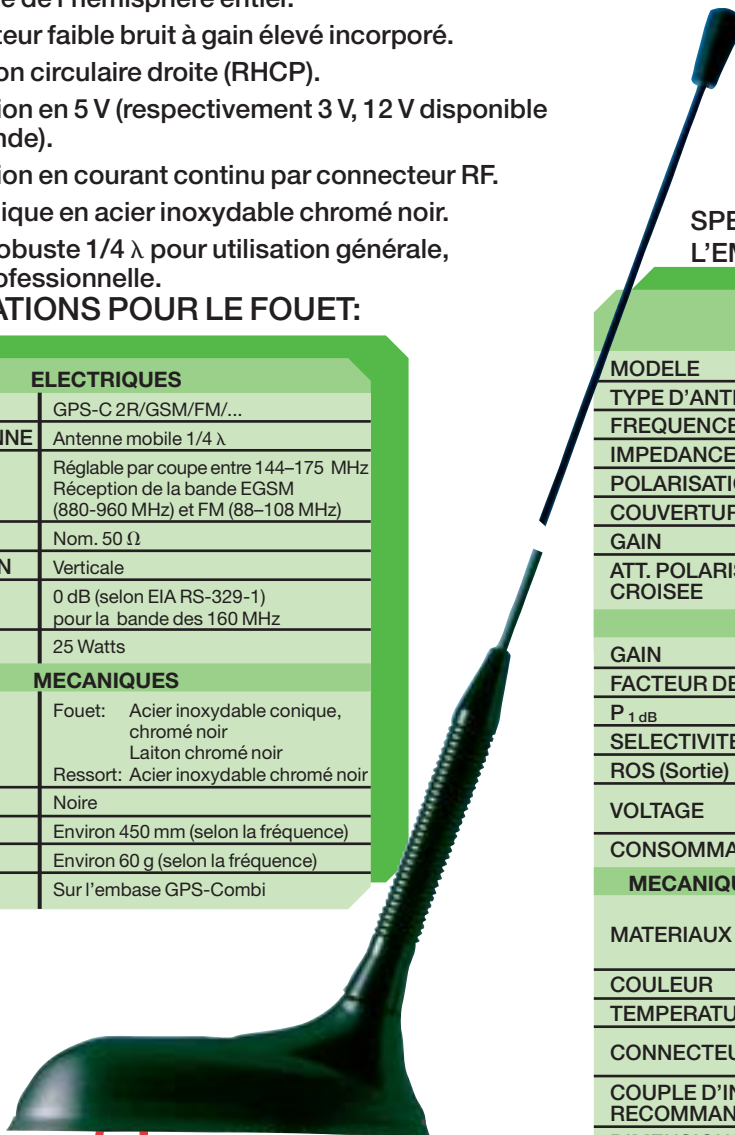 de l'hémisphère entier.
teur faible bruit à gain élevé incorporé.
on circulaire droite (RHCP).
ion en 5 V (respectivement 3 V, 12 V disponible
nde).
ion en courant continu par connecteur RF.
ique en acier inoxydable chromé noir.
obuste 1/4 λ pour utilisation générale,
ofessionnelle.
ATIONS POUR LE FOUET:
ELECTRIQUES
GPS-C 2R/GSM/FM/...
NNE Antenne mobile 1/4 λ
Réglable par coupe entre 144–175 MHz
Réception de la bande EGSM
(880-960 MHz) et FM (88–108 MHz)
Nom. 50 Ω
N Verticale
0 dB (selon EIA RS-329-1)
pour la bande des 160 MHz
25 Watts
MECANIQUES
Fouet: Acier inoxydable conique,
chromé noir
Laiton chromé noir
Ressort: Acier inoxydable chromé noir
Noire
Environ 450 mm (selon la fréquence)
Environ 60 g (selon la fréquence)
Sur l'embase GPS-Combi
SPE
L'EM
MODELE
TYPE D'ANTE
FREQUENCE
IMPEDANCE
POLARISATIO
COUVERTUR
GAIN
ATT. POLARIS
CROISEE
GAIN
FACTEUR DE
P 1 dB
SELECTIVITE
ROS (Sortie)
VOLTAGE
CONSOMMA
MECANIQU
MATERIAUX
COULEUR
TEMPERATU
CONNECTEU
COUPLE D'IN
RECOMMAN